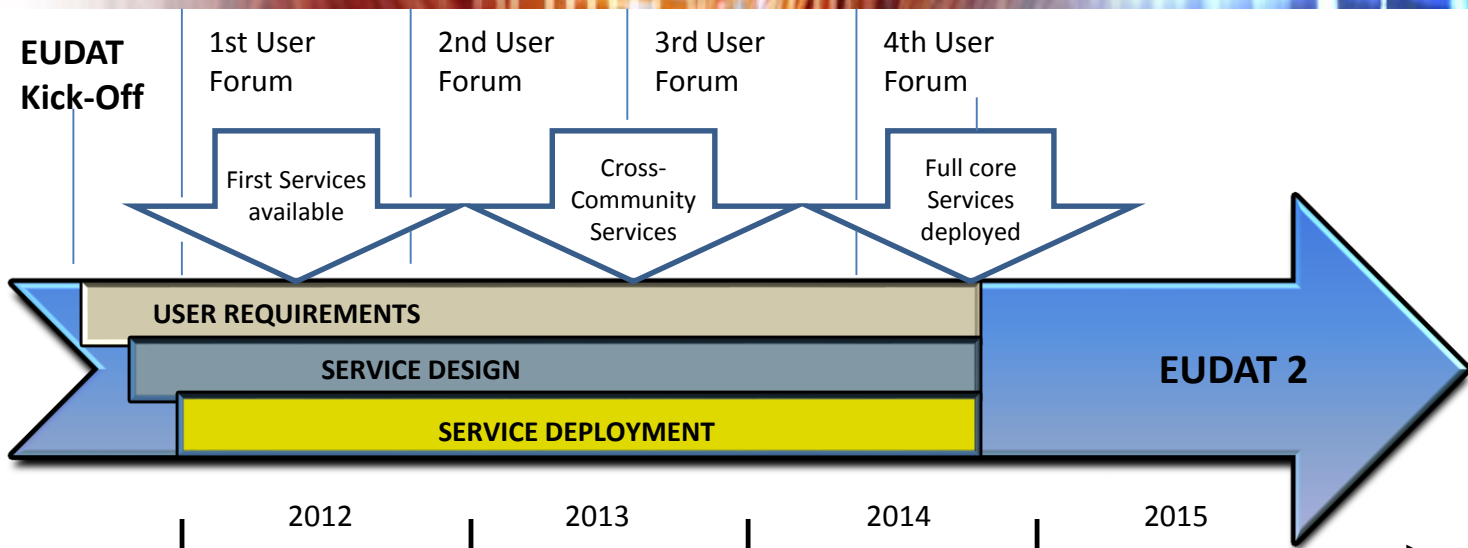 EUDAT
Kick-Off
1st User
Forum
2nd User
Forum
3rd User
Forum
4th User
Forum
First Services
available
Cross-
Community
Services
Full core
Services
deployed
USER REQUIREMENTS
SERVICE DESIGN
SERVICE DEPLOYMENT
EUDAT 2
2012
2013
2014
2015